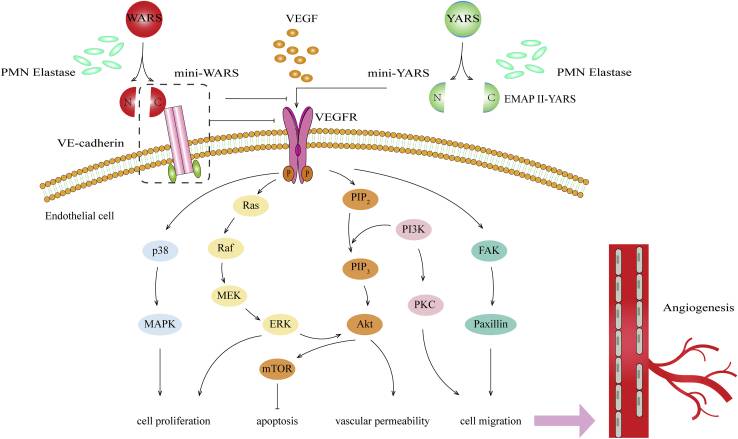 WARS
VEGF
YARS
PMN Elastase
mini-WARS
mini-YARS
PMN Elastase
N
C
N
C
EMAP II-YARS
VEGFR
VE-cadherin
P
P
Endothelial cell
Ras
PIP2
PI3K
p38
Raf
FAK
PIP3
MEK
PKC
Angiogenesis
MAPK
ERK
Akt
Paxillin
mTOR
cell proliferation
apoptosis
vascular permeability
cell migration